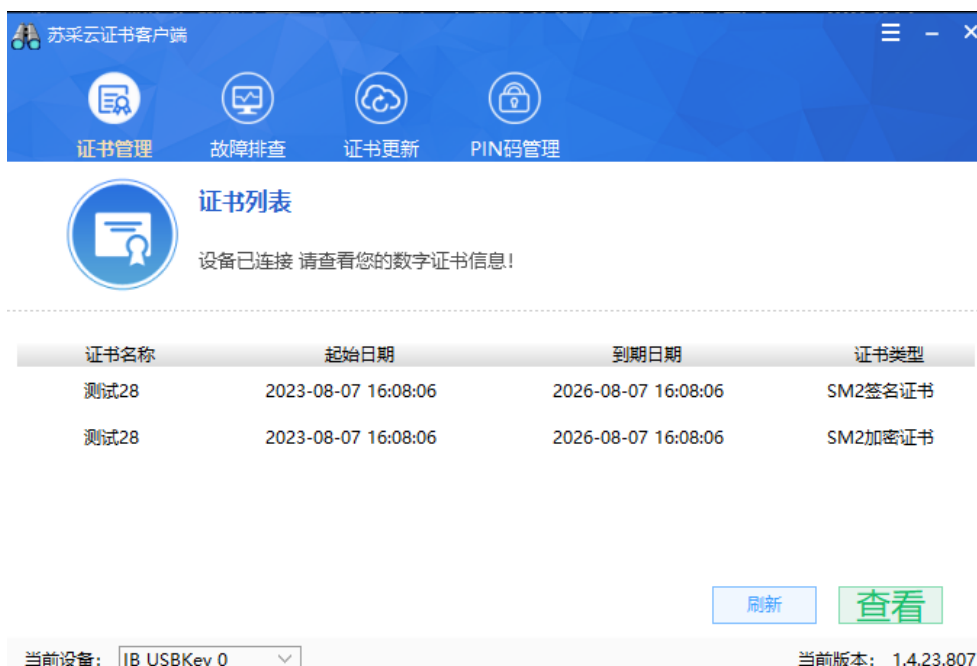 苏采云证书客户端
证书管理 故障排查 证书更新 PIN码管理
证书列表
设备已连接 请查看您的数字证书信息!
证书名称 起始日期 到期日期 证书类型
测试28 2023-08-07 16:08:06 2026-08-07 16:08:06 SM2签名证书
测试28 2023-08-07 16:08:06 2026-08-07 16:08:06 SM2加密证书
刷新 查看
当前设备: JB USBKey 0 当前版本: 1.4.23.807